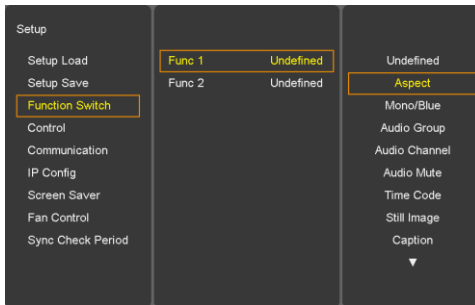 Setup
Setup Load
Setup Save
Function Switch
Control
Communication
IP Config
Screen Saver
Fan Control
Sync Check Period
Func 1 Undefined
Func 2 Undefined
Undefined
Aspect
Mono/Blue
Audio Group
Audio Channel
Audio Mute
Time Code
Still Image
Caption
▼